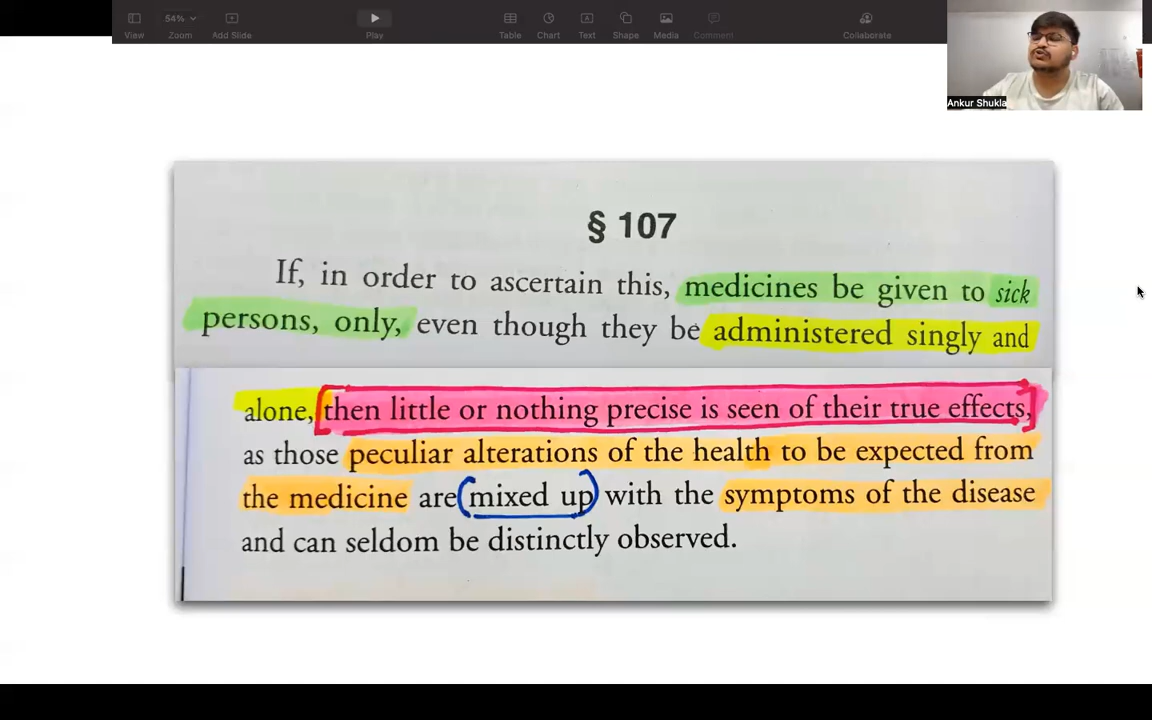 54%
View
Zoom
Add Slide
Play
Table
Chart
Text
Shape
Media
Comment
Collaborate
Ankur Shukla
§ 107
If, in order to ascertain this, medicines be given to sick
persons, only, even though they be administered singly and
alone, then little or nothing precise is seen of their true effects,
as those peculiar alterations of the health to be expected from
the medicine are (mixed up) with the symptoms of the disease
and can seldom be distinctly observed.